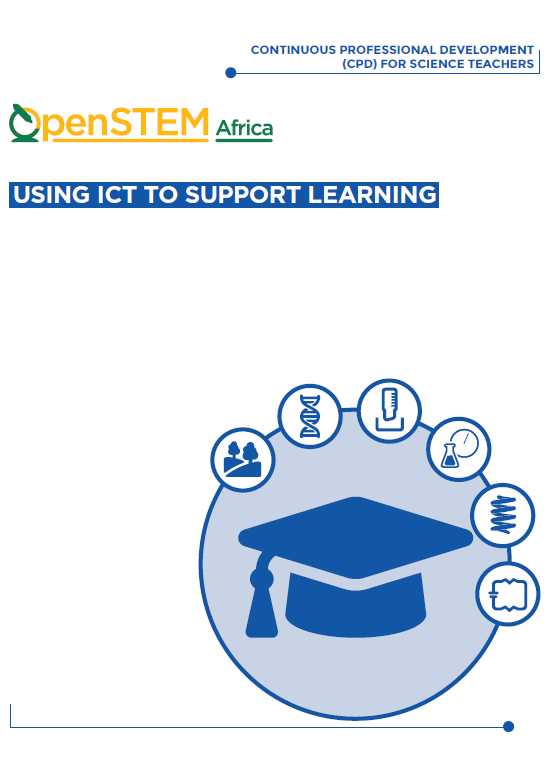 CONTINUOUS PROFESSIONAL DEVELOPMENT
(CPD) FOR SCIENCE TEACHERS
OpenSTEM Africa
USING ICT TO SUPPORT LEARNING